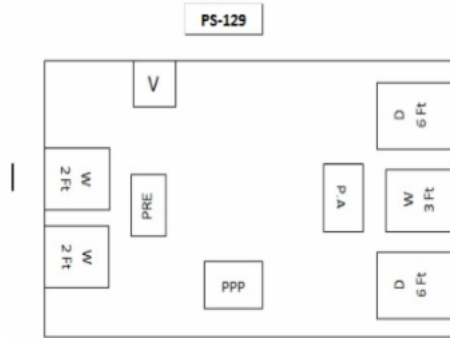 PS-129
V
D
6 Ft
W
2 Ft
PRE
P.A
W
3 Ft
W
2 Ft
PPP
D
6 Ft